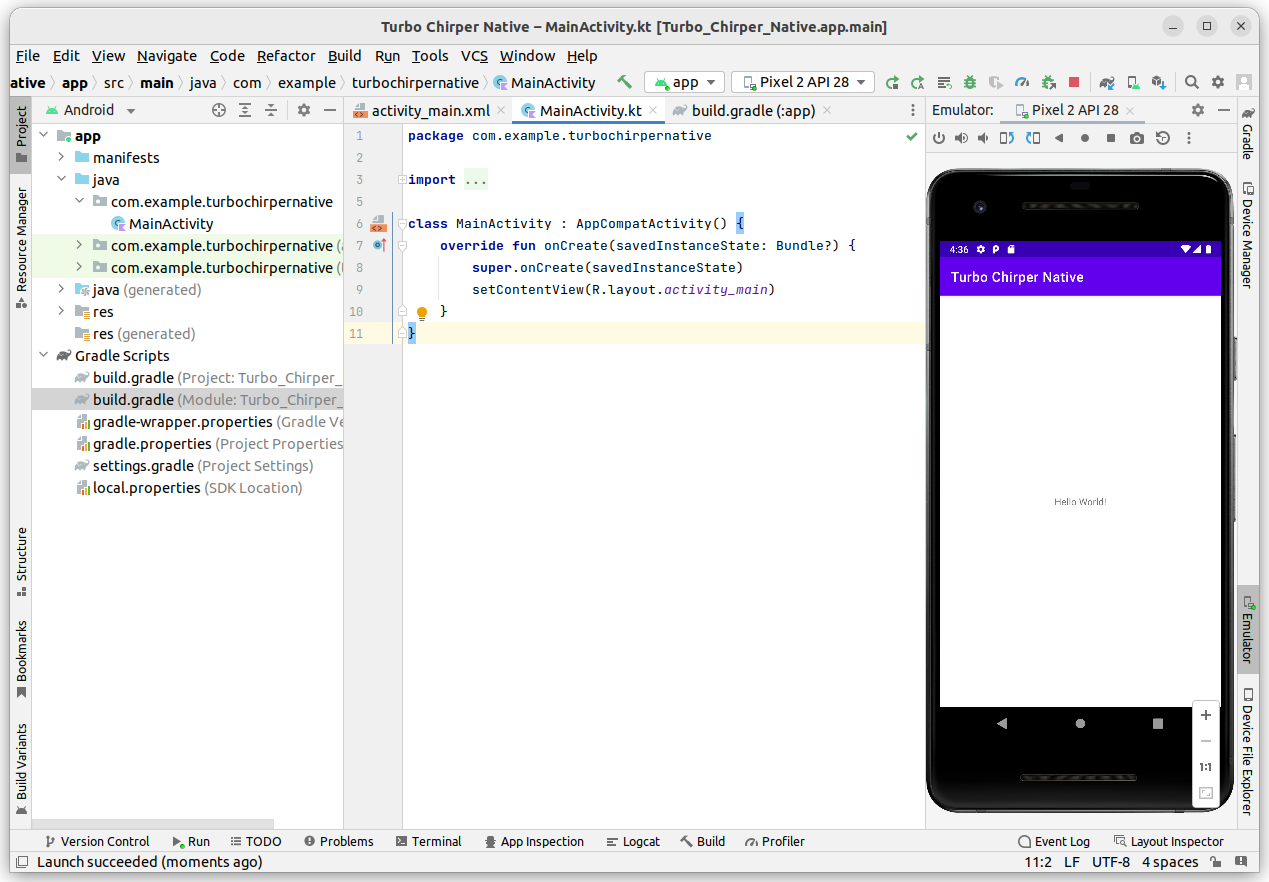 Turbo Chirper Native – MainActivity.kt [Turbo_Chirper_Native.app.main]
File Edit View Navigate Code Refactor Build Run Tools VCS Window Help
ative app src main java com example turbochirpernative MainActivity app Pixel 2 API 28
Project
Resource Manager
Structure
Bookmarks
Build Variants
Android
app
manifests
java
com.example.turbochirpernative
MainActivity
com.example.turbochirpernative (
com.example.turbochirpernative (
java (generated)
res
res (generated)
Gradle Scripts
build.gradle (Project: Turbo_Chirper_
build.gradle (Module: Turbo_Chirper_
gradle-wrapper.properties (Gradle Ve
gradle.properties (Project Properties
settings.gradle (Project Settings)
local.properties (SDK Location)
activity_main.xml MainActivity.kt build.gradle (:app)
1 package com.example.turbochirpernative
2
3 import ...
5
6 class MainActivity : AppCompatActivity() {
7 override fun onCreate(savedInstanceState: Bundle?) {
8 super.onCreate(savedInstanceState)
9 setContentView(R.layout.activity_main)
10 }
11 }
Emulator: Pixel 2 API 28
4:36
Turbo Chirper Native
Hello World!
1:1
Gradle
Device Manager
Emulator
Device File Explorer
Version Control Run TODO Problems Terminal App Inspection Logcat Build Profiler Event Log Layout Inspector
Launch succeeded (moments ago) 11:2 LF UTF-8 4 spaces